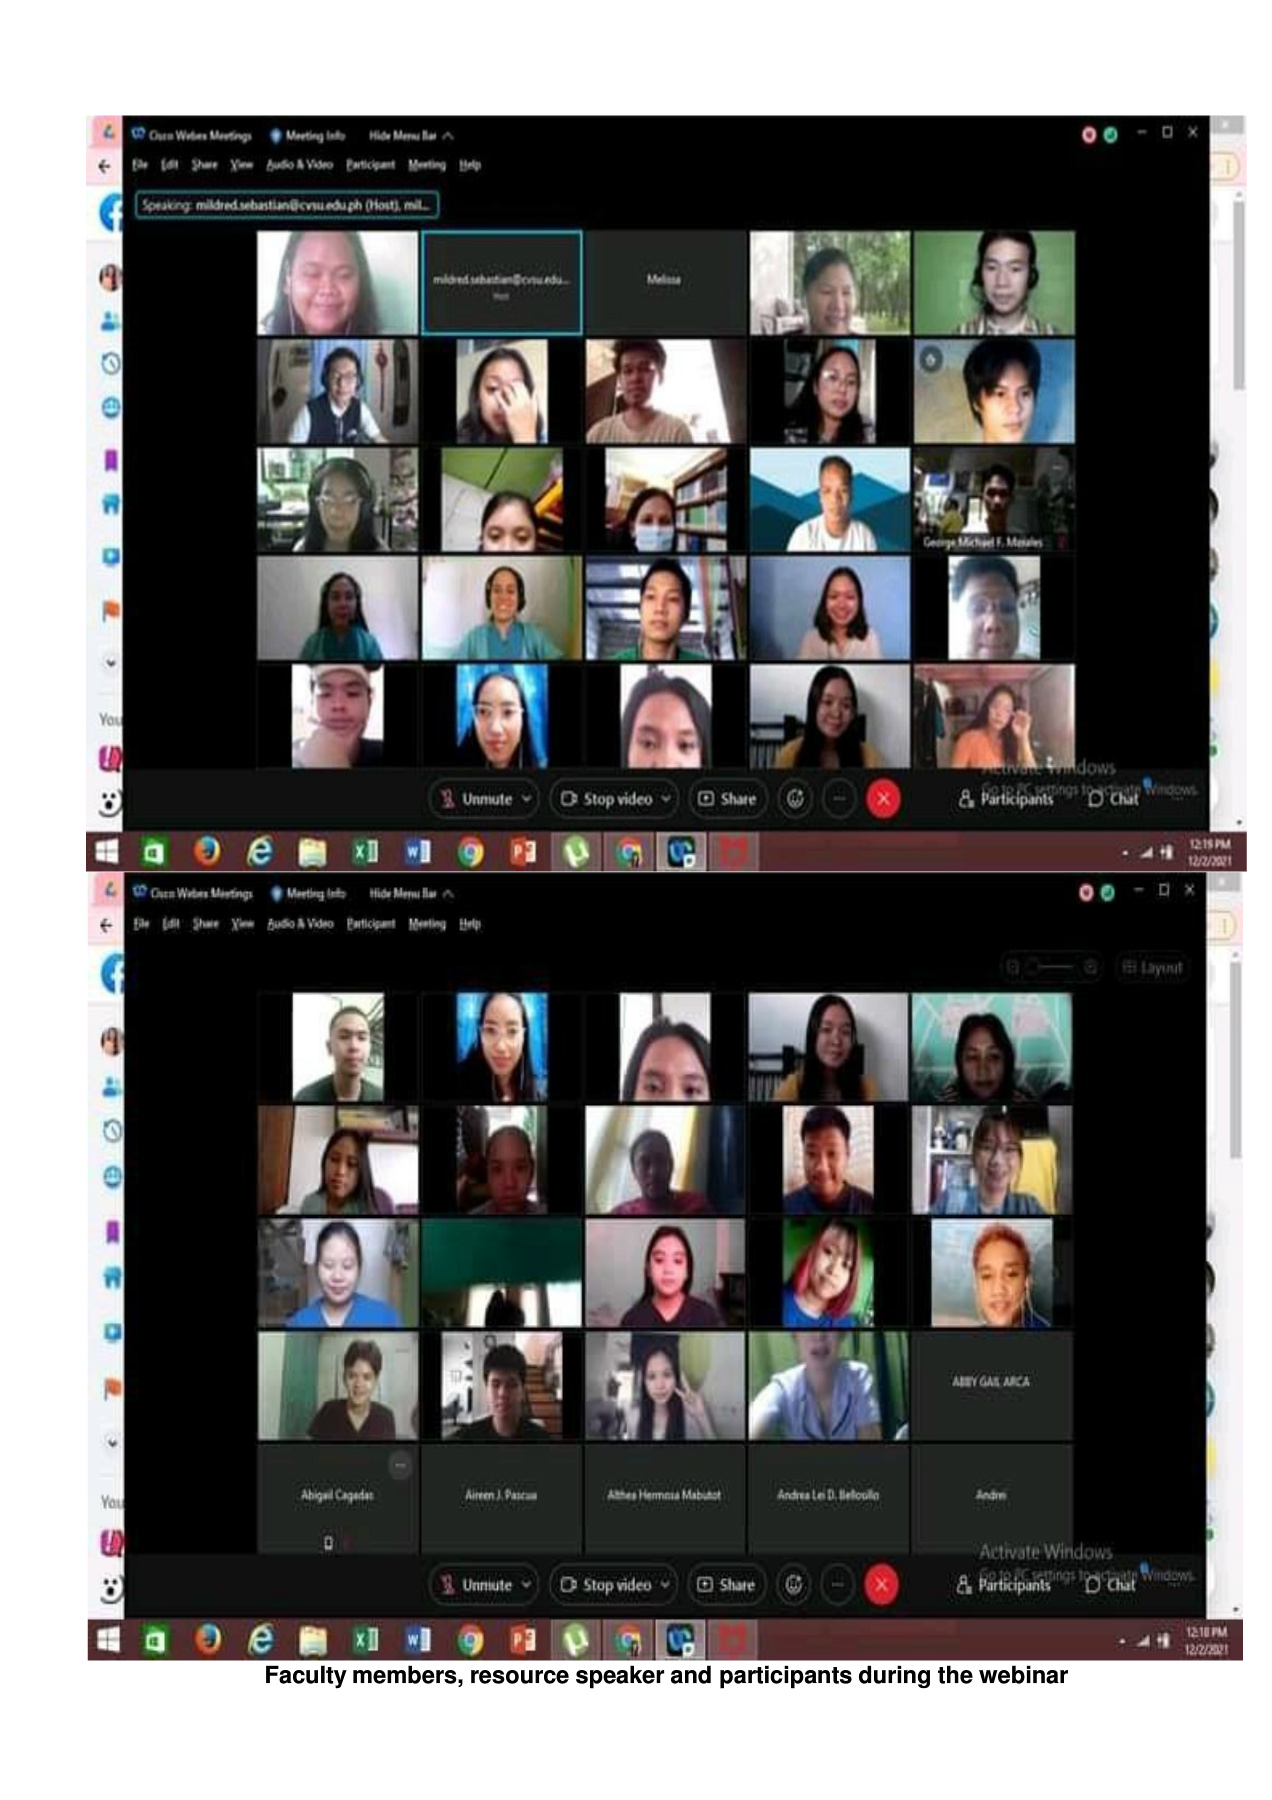 Cisco Webex Meetings Meeting Info Hide Menu Bar
File Edit Share View Audio & Video Participant Meeting Help
Speaking: mildred.sebastian@cvsu.edu.ph (Host), mil...
mildred.sebastian@cvsu.edu...
Host
Melissa
George Michael F. Morales
You
Activate Windows
Go to PC settings to activate Windows.
Unmute Stop video Share Participants Chat
12:19 PM
12/2/2021
Cisco Webex Meetings Meeting Info Hide Menu Bar
File Edit Share View Audio & Video Participant Meeting Help
Layout
ABBY GAIL ARCA
Abigail Cagadas Aireen J. Pascua Althea Hermosa Mabutot Andrea Lei D. Bellosillo Andrei
You
Activate Windows
Go to PC settings to activate Windows.
Unmute Stop video Share Participants Chat
12:18 PM
12/2/2021
Faculty members, resource speaker and participants during the webinar